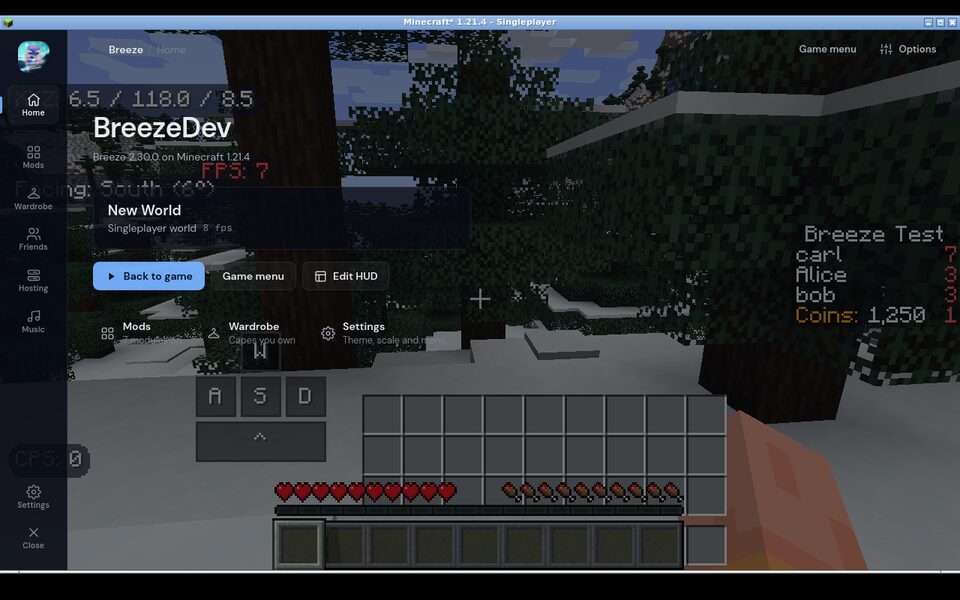 Minecraft* 1.21.4 - Singleplayer
Breeze / Home
Game menu
Options
6.5 / 118.0 / 8.5
Home
BreezeDev
Breeze 2.30.0 on Minecraft 1.21.4
FPS: 7
Mods
Facing: South (6°)
Wardrobe
New World
Singleplayer world 8 fps
Friends
Breeze Test
carl 7
Alice 3
bob 3
Coins: 1,250 1
Hosting
Back to game
Game menu
Edit HUD
Music
Mods
Wardrobe
Capes you own
Settings
Theme, scale and menu
W
A
S
D
^
CPS: 0
Settings
Close